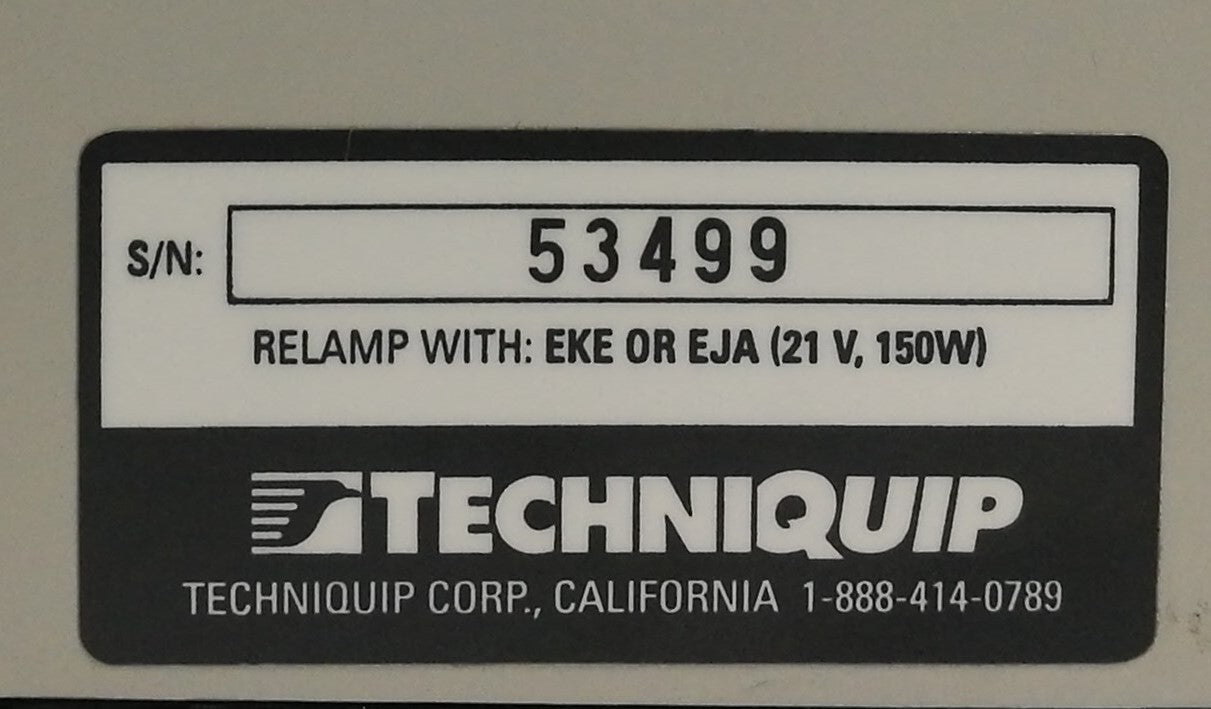 S/N: 53499
RELAMP WITH: EKE OR EJA (21 V, 150W)
TECHNIQUIP
TECHNIQUIP CORP., CALIFORNIA 1-888-414-0789